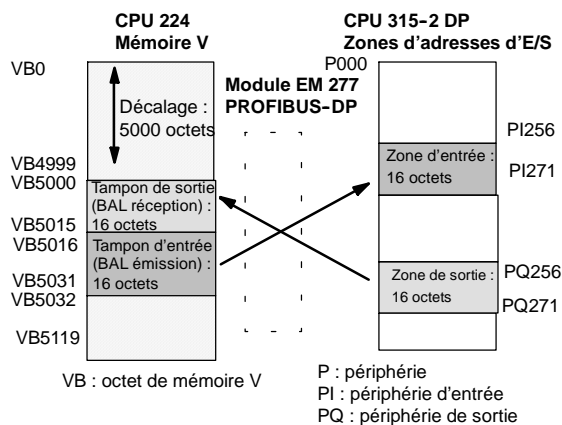 CPU 224
Mémoire V
CPU 315-2 DP
Zones d'adresses d'E/S
VB0
P000
Module EM 277
PROFIBUS-DP
Décalage :
5000 octets
PI256
VB4999
VB5000
Zone d'entrée :
16 octets
PI271
Tampon de sortie
(BAL réception) :
16 octets
VB5015
VB5016
Tampon d'entrée
(BAL émission) :
16 octets
VB5031
VB5032
Zone de sortie :
16 octets
PQ256
PQ271
VB5119
VB : octet de mémoire V
P : périphérie
PI : périphérie d'entrée
PQ : périphérie de sortie